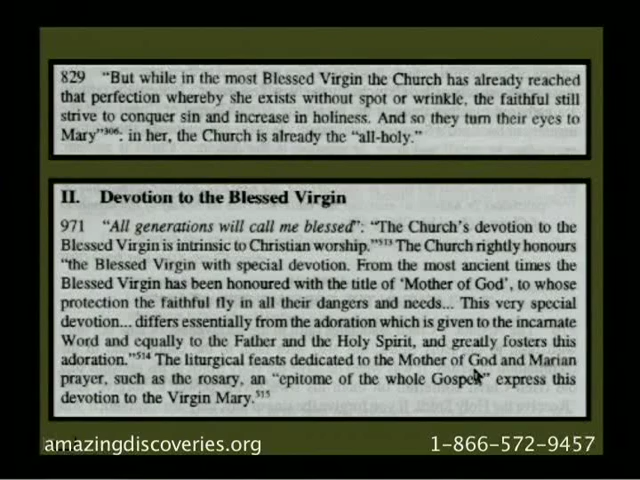 829 "But while in the most Blessed Virgin the Church has already reached
that perfection whereby she exists without spot or wrinkle, the faithful still
strive to conquer sin and increase in holiness. And so they turn their eyes to
Mary"306: in her, the Church is already the "all-holy."
II. Devotion to the Blessed Virgin
971 "All generations will call me blessed": "The Church's devotion to the
Blessed Virgin is intrinsic to Christian worship."513 The Church rightly honours
"the Blessed Virgin with special devotion. From the most ancient times the
Blessed Virgin has been honoured with the title of 'Mother of God', to whose
protection the faithful fly in all their dangers and needs... This very special
devotion... differs essentially from the adoration which is given to the incarnate
Word and equally to the Father and the Holy Spirit, and greatly fosters this
adoration."514 The liturgical feasts dedicated to the Mother of God and Marian
prayer, such as the rosary, an "epitome of the whole Gospel" express this
devotion to the Virgin Mary.515
amazingdiscoveries.org 1-866-572-9457